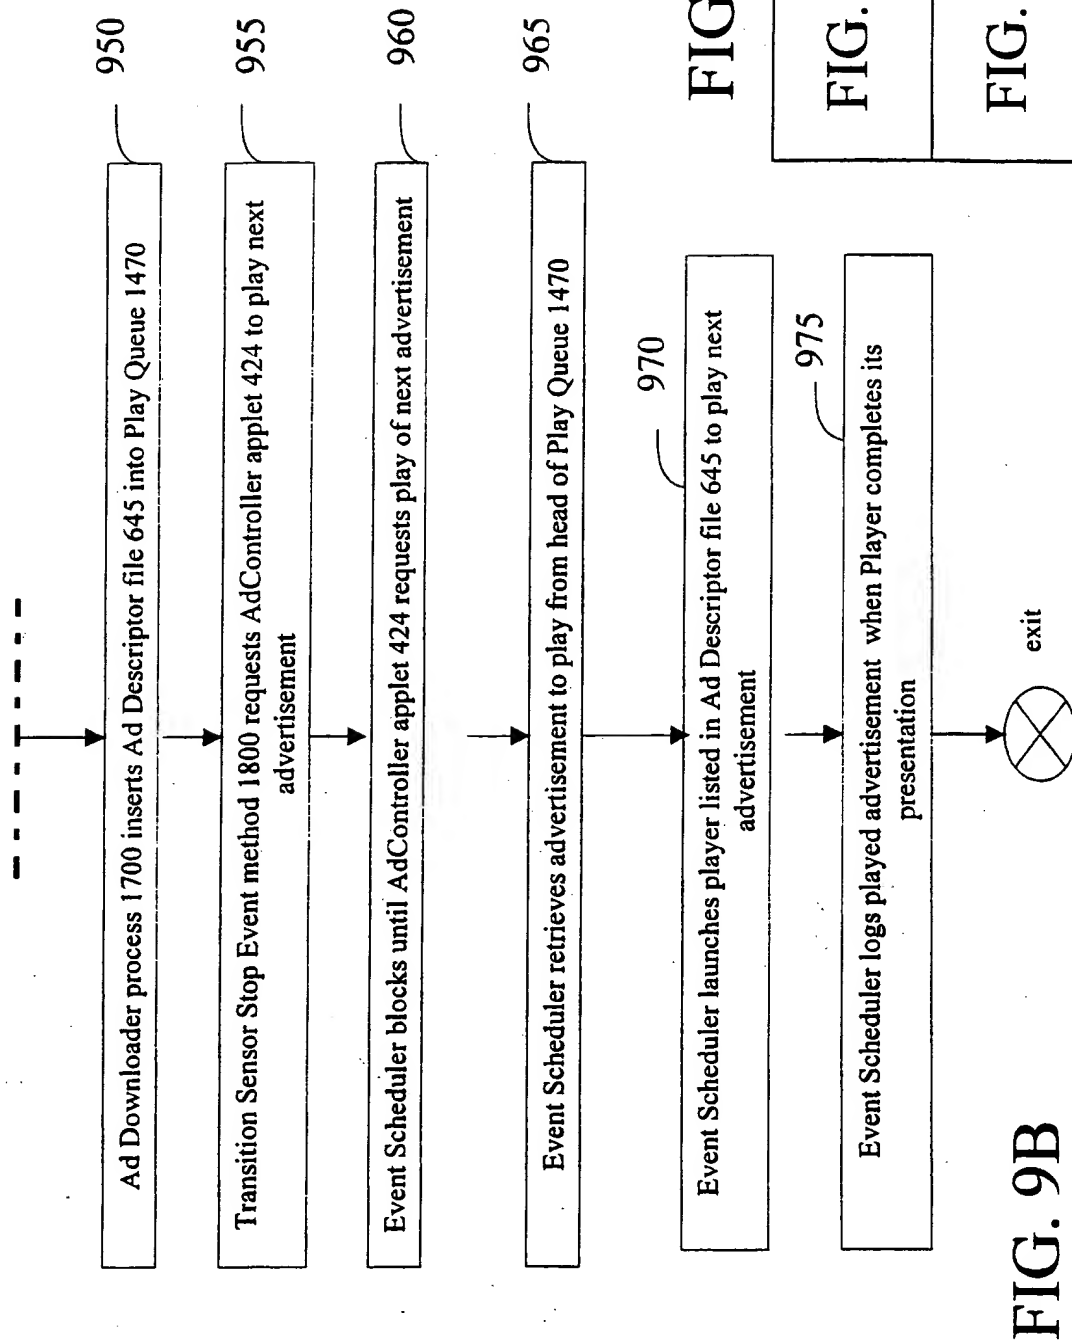 950
Ad Downloader process 1700 inserts Ad Descriptor file 645 into Play Queue 1470
955
Transition Sensor Stop Event method 1800 requests AdController applet 424 to play next
advertisement
960
Event Scheduler blocks until AdController applet 424 requests play of next advertisement
965
Event Scheduler retrieves advertisement to play from head of Play Queue 1470
970
Event Scheduler launches player listed in Ad Descriptor file 645 to play next
advertisement
975
Event Scheduler logs played advertisement when Player completes its
presentation
exit
FIG. 9B
FIG
FIG.
FIG.